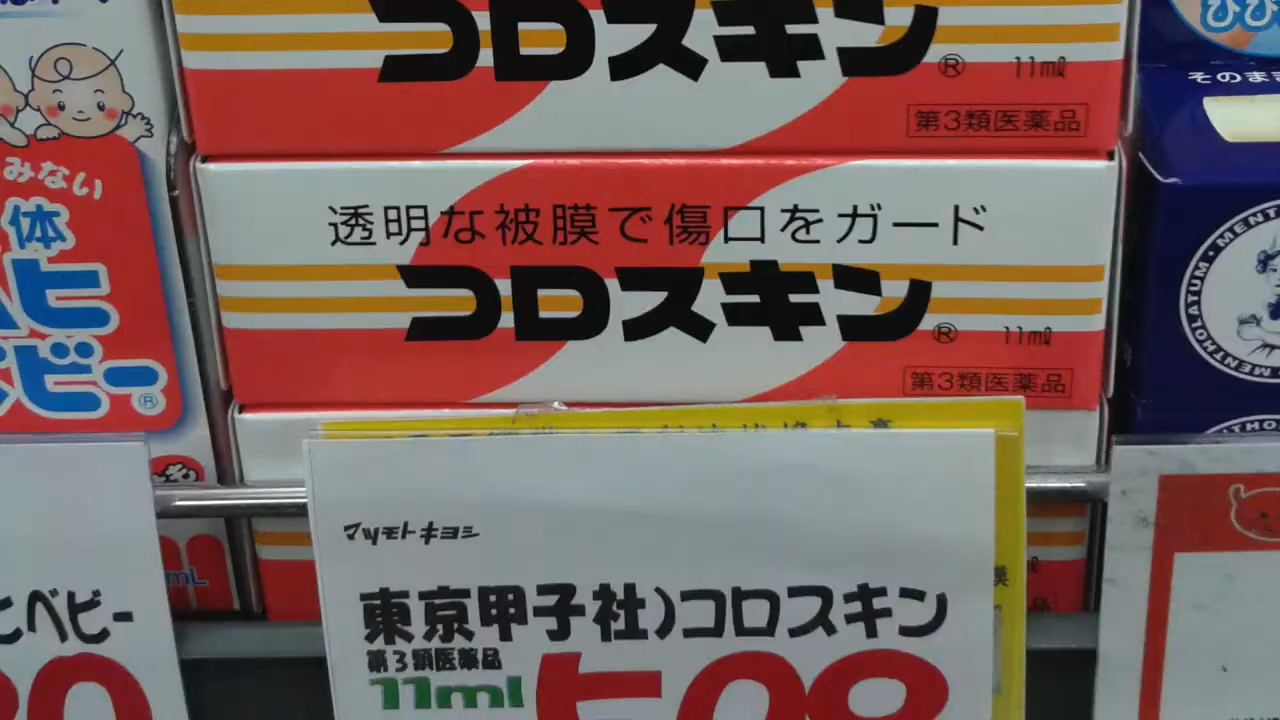 コロスキン® 11mℓ
第3類医薬品
透明な被膜で傷口をガード
コロスキン® 11mℓ
第3類医薬品
みない
体
ビー®
そのまま
MENTHOLATUM
マツモトキヨシ
東京甲子社)コロスキン
第3類医薬品
11ml
508
ベビー
mL